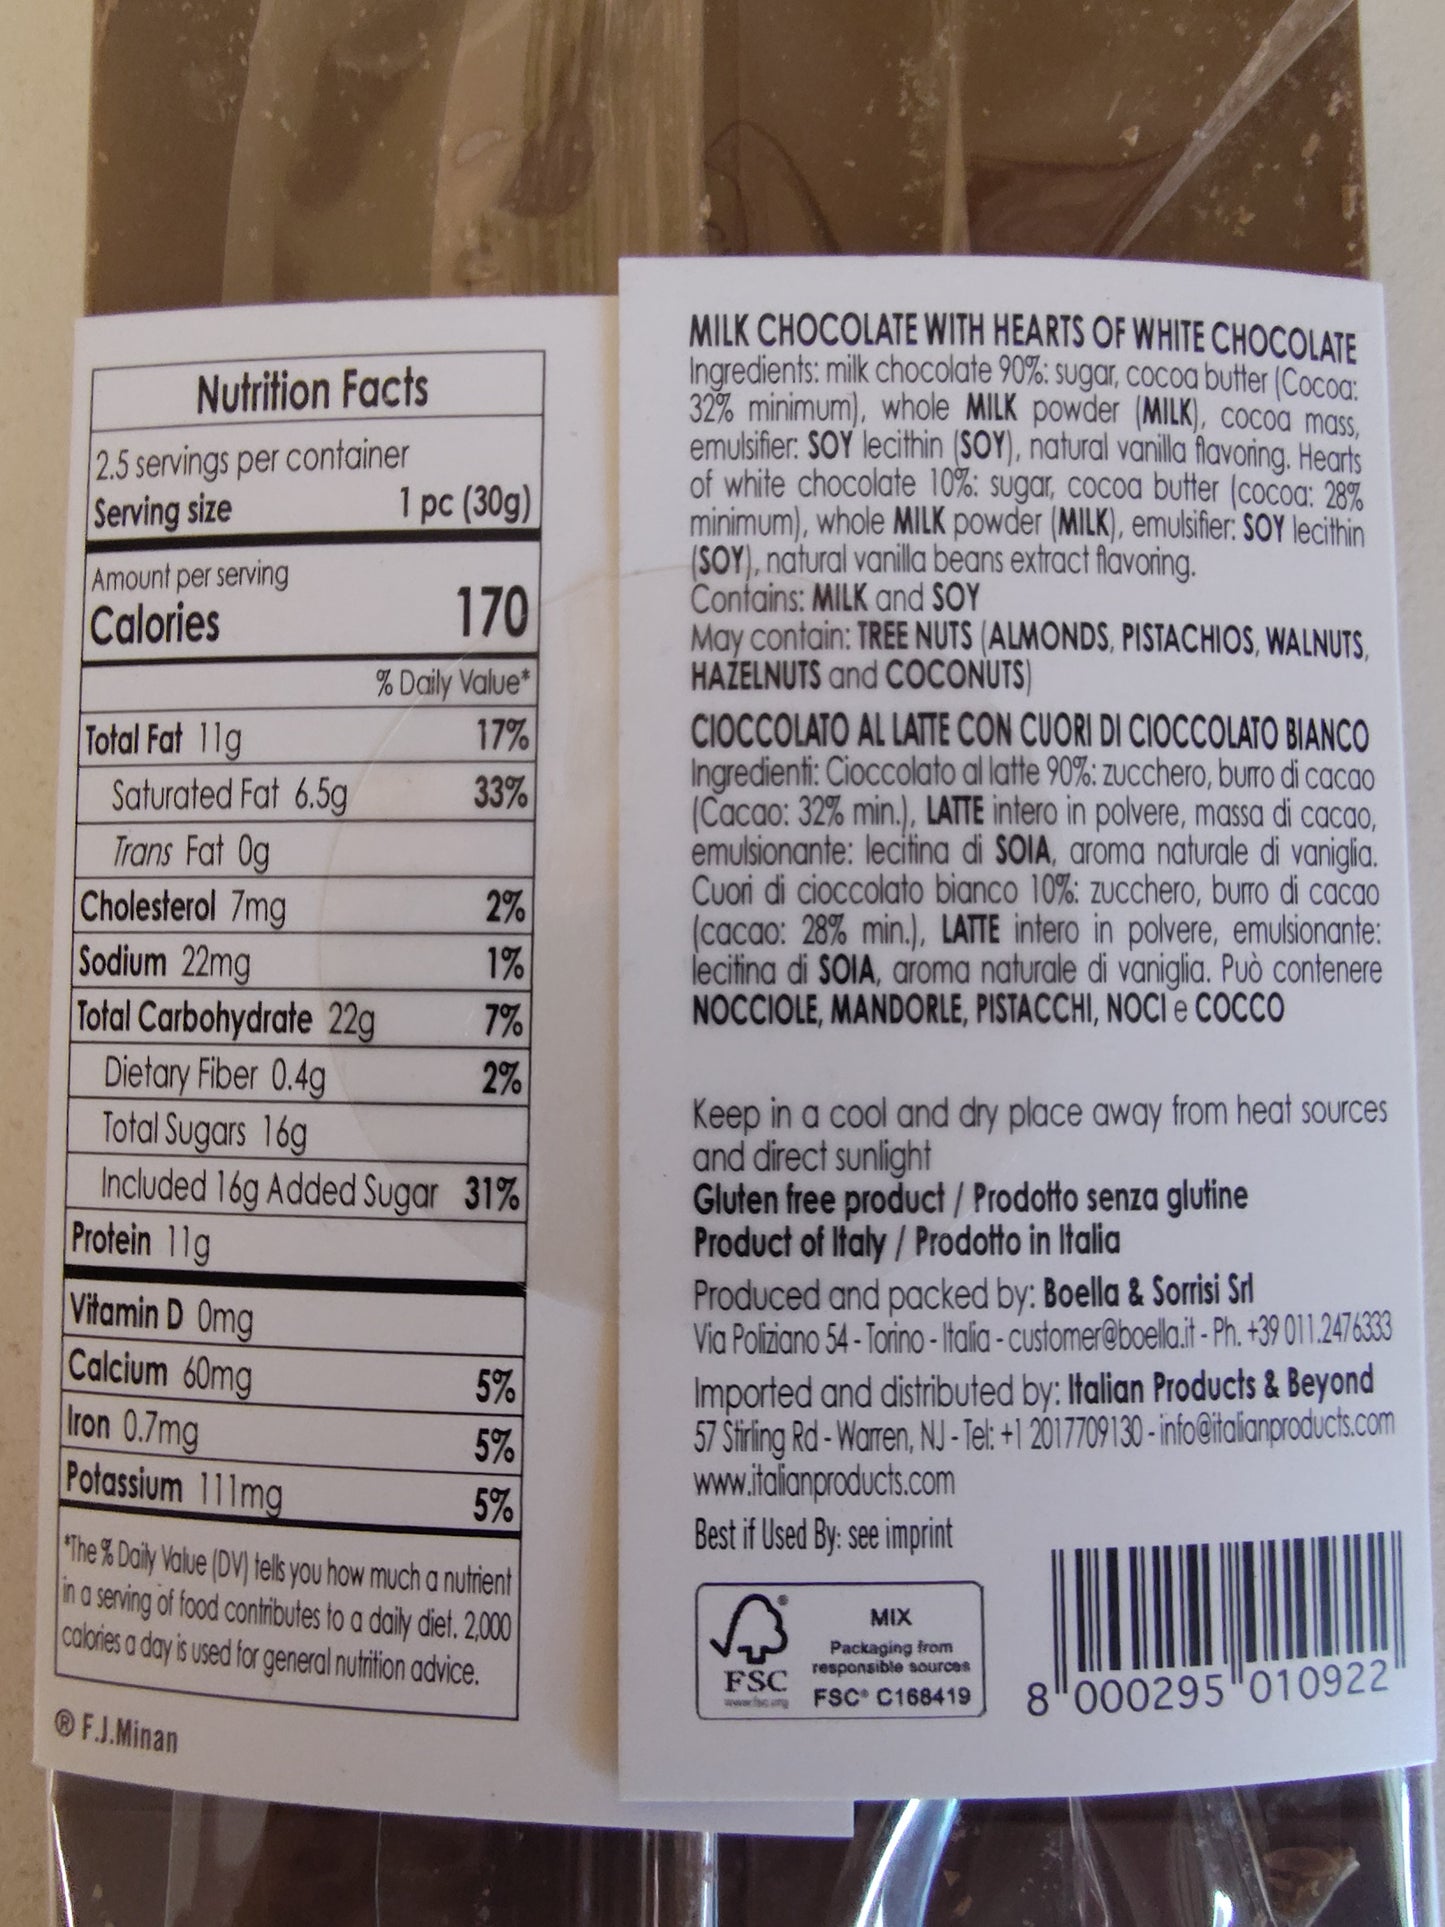 Nutrition Facts
2.5 servings per container
Serving size 1 pc (30g)
Amount per serving
Calories 170
% Daily Value*
Total Fat 11g 17%
Saturated Fat 6.5g 33%
Trans Fat 0g
Cholesterol 7mg 2%
Sodium 22mg 1%
Total Carbohydrate 22g 7%
Dietary Fiber 0.4g 2%
Total Sugars 16g
Included 16g Added Sugar 31%
Protein 11g
Vitamin D 0mg
Calcium 60mg 5%
Iron 0.7mg 5%
Potassium 111mg 5%
*The % Daily Value (DV) tells you how much a nutrient
in a serving of food contributes to a daily diet. 2,000
calories a day is used for general nutrition advice.
® F.J.Minan
MILK CHOCOLATE WITH HEARTS OF WHITE CHOCOLATE
Ingredients: milk chocolate 90%: sugar, cocoa butter (Cocoa:
32% minimum), whole MILK powder (MILK), cocoa mass,
emulsifier: SOY lecithin (SOY), natural vanilla flavoring. Hearts
of white chocolate 10%: sugar, cocoa butter (cocoa: 28%
minimum), whole MILK powder (MILK), emulsifier: SOY lecithin
(SOY), natural vanilla beans extract flavoring.
Contains: MILK and SOY
May contain: TREE NUTS (ALMONDS, PISTACHIOS, WALNUTS,
HAZELNUTS and COCONUTS)
CIOCCOLATO AL LATTE CON CUORI DI CIOCCOLATO BIANCO
Ingredienti: Cioccolato al latte 90%: zucchero, burro di cacao
(Cacao: 32% min.), LATTE intero in polvere, massa di cacao,
emulsionante: lecitina di SOIA, aroma naturale di vaniglia.
Cuori di cioccolato bianco 10%: zucchero, burro di cacao
(cacao: 28% min.), LATTE intero in polvere, emulsionante:
lecitina di SOIA, aroma naturale di vaniglia. Può contenere
NOCCIOLE, MANDORLE, PISTACCHI, NOCI e COCCO
Keep in a cool and dry place away from heat sources
and direct sunlight
Gluten free product / Prodotto senza glutine
Product of Italy / Prodotto in Italia
Produced and packed by: Boella & Sorrisi Srl
Via Poliziano 54 - Torino - Italia - customer@boella.it - Ph. +39 011.2476333
Imported and distributed by: Italian Products & Beyond
57 Stirling Rd - Warren, NJ - Tel: +1 2017709130 - info@italianproducts.com
www.italianproducts.com
Best if Used By: see imprint
®
FSC
www.fsc.org
MIX
Packaging from
responsible sources
FSC® C168419
8 000295 010922